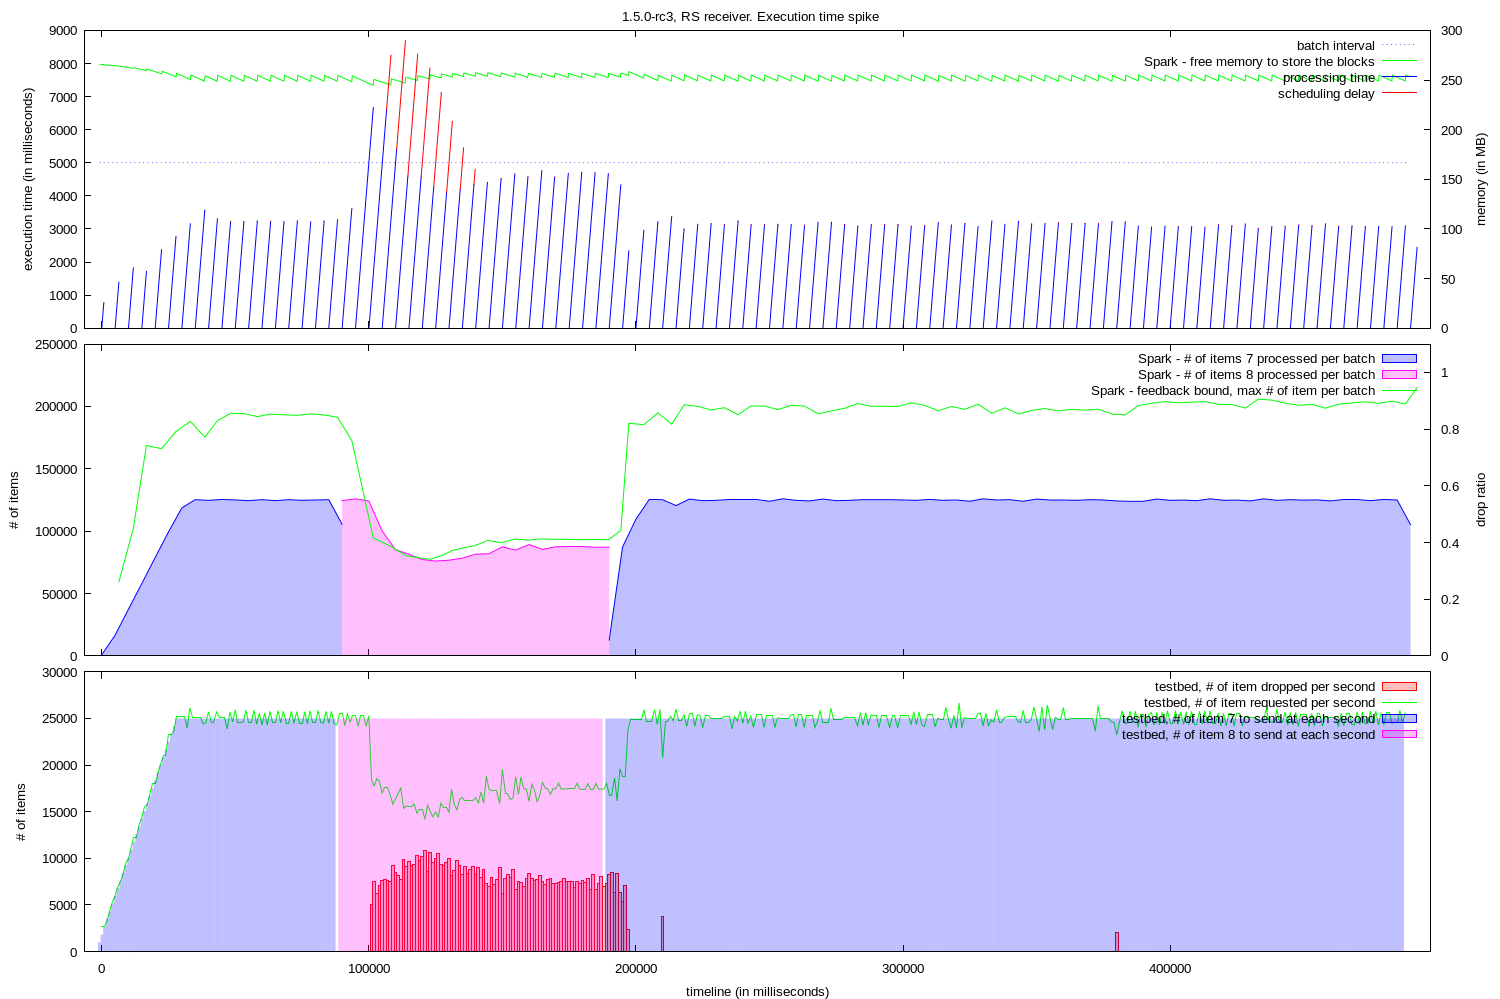 1.5.0-rc3, RS receiver. Execution time spike
execution time (in milliseconds)
9000
8000
7000
6000
5000
4000
3000
2000
1000
0
batch interval
Spark - free memory to store the blocks
processing time
scheduling delay
300
250
200
150
100
50
0
memory (in MB)
# of items
250000
200000
150000
100000
50000
0
Spark - # of items 7 processed per batch
Spark - # of items 8 processed per batch
Spark - feedback bound, max # of item per batch
1
0.8
0.6
0.4
0.2
0
drop ratio
# of items
30000
25000
20000
15000
10000
5000
0
testbed, # of item dropped per second
testbed, # of item requested per second
testbed, # of item 7 to send at each second
testbed, # of item 8 to send at each second
0 100000 200000 300000 400000
timeline (in milliseconds)